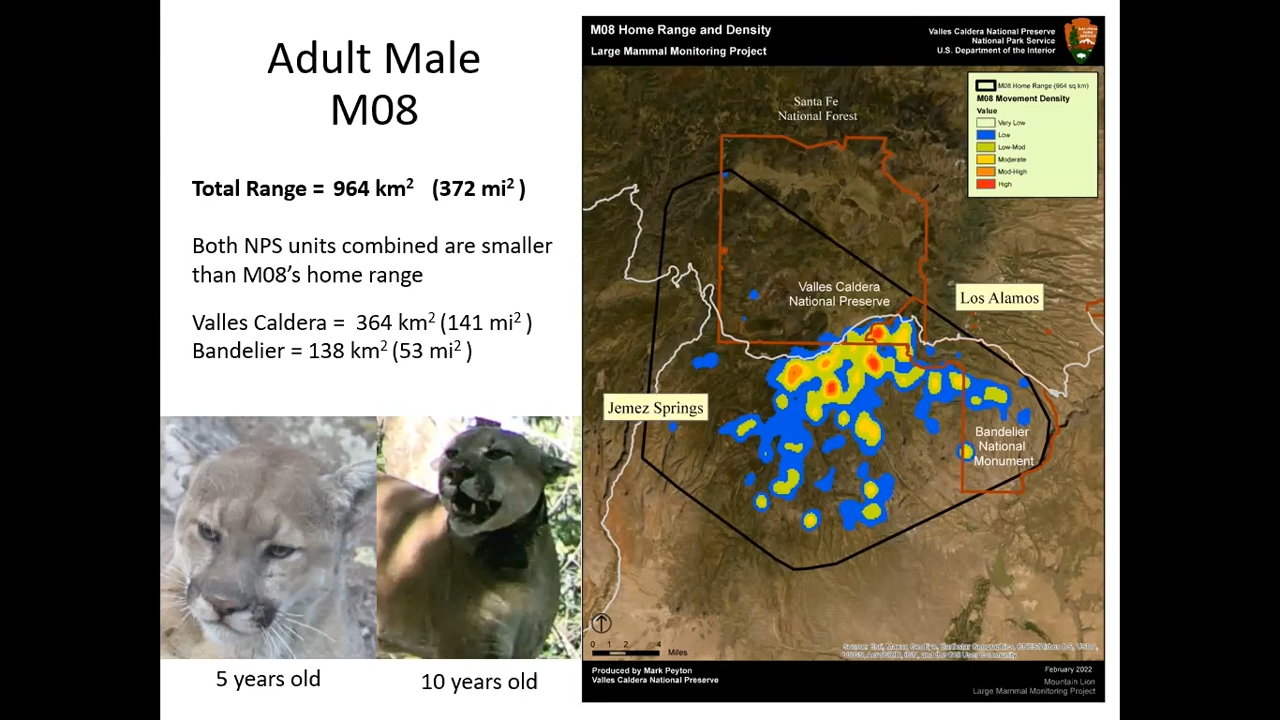 Adult Male
M08
Total Range = 964 km² (372 mi² )
Both NPS units combined are smaller
than M08’s home range
Valles Caldera = 364 km² (141 mi² )
Bandelier = 138 km² (53 mi² )
5 years old
10 years old
M08 Home Range and Density
Large Mammal Monitoring Project
Valles Caldera National Preserve
National Park Service
U.S. Department of the Interior
M08 Home Range (964 sq km)
M08 Movement Density
Value
Very Low
Low
Low-Mod
Moderate
Mod-High
High
Santa Fe
National Forest
Valles Caldera
National Preserve
Los Alamos
Jemez Springs
Bandelier
National
Monument
0 1 2 4
Miles
Produced by Mark Peyton
Valles Caldera National Preserve
February 2022
Mountain Lion
Large Mammal Monitoring Project